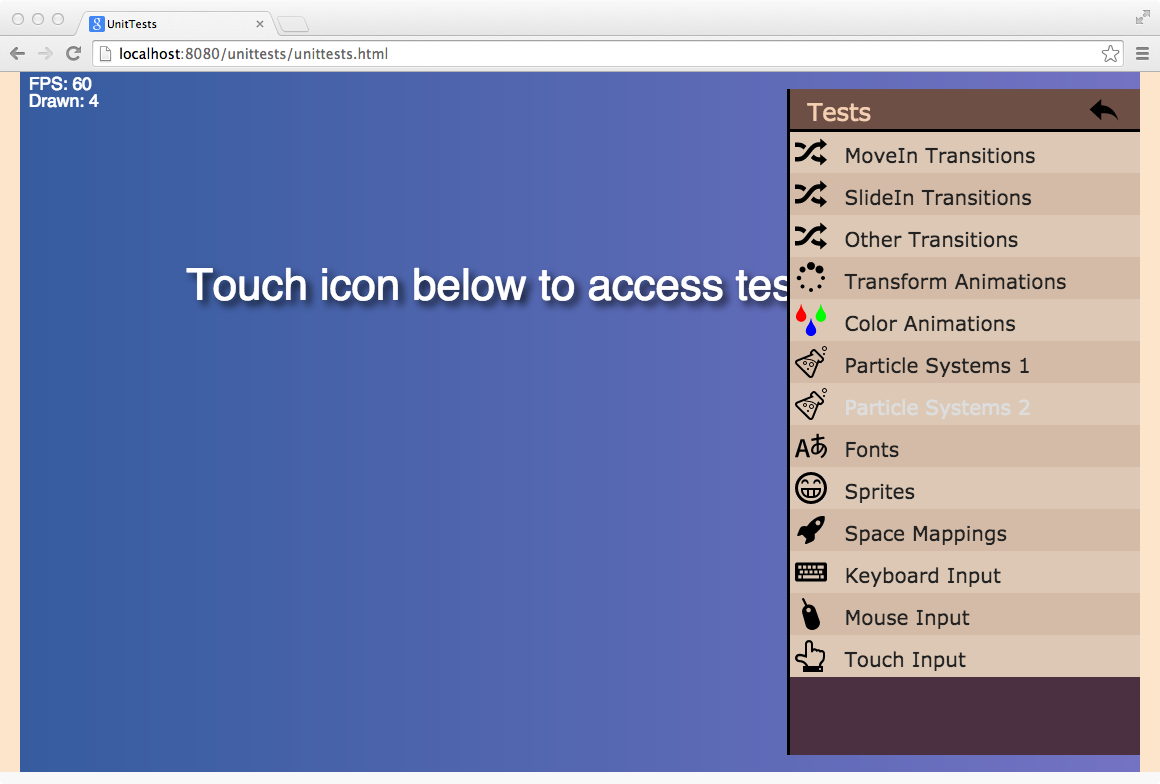 UnitTests
localhost:8080/unittests/unittests.html
FPS: 60
Drawn: 4
Touch icon below to access tes
Tests
MoveIn Transitions
SlideIn Transitions
Other Transitions
Transform Animations
Color Animations
Particle Systems 1
Particle Systems 2
Aあ Fonts
Sprites
Space Mappings
Keyboard Input
Mouse Input
Touch Input